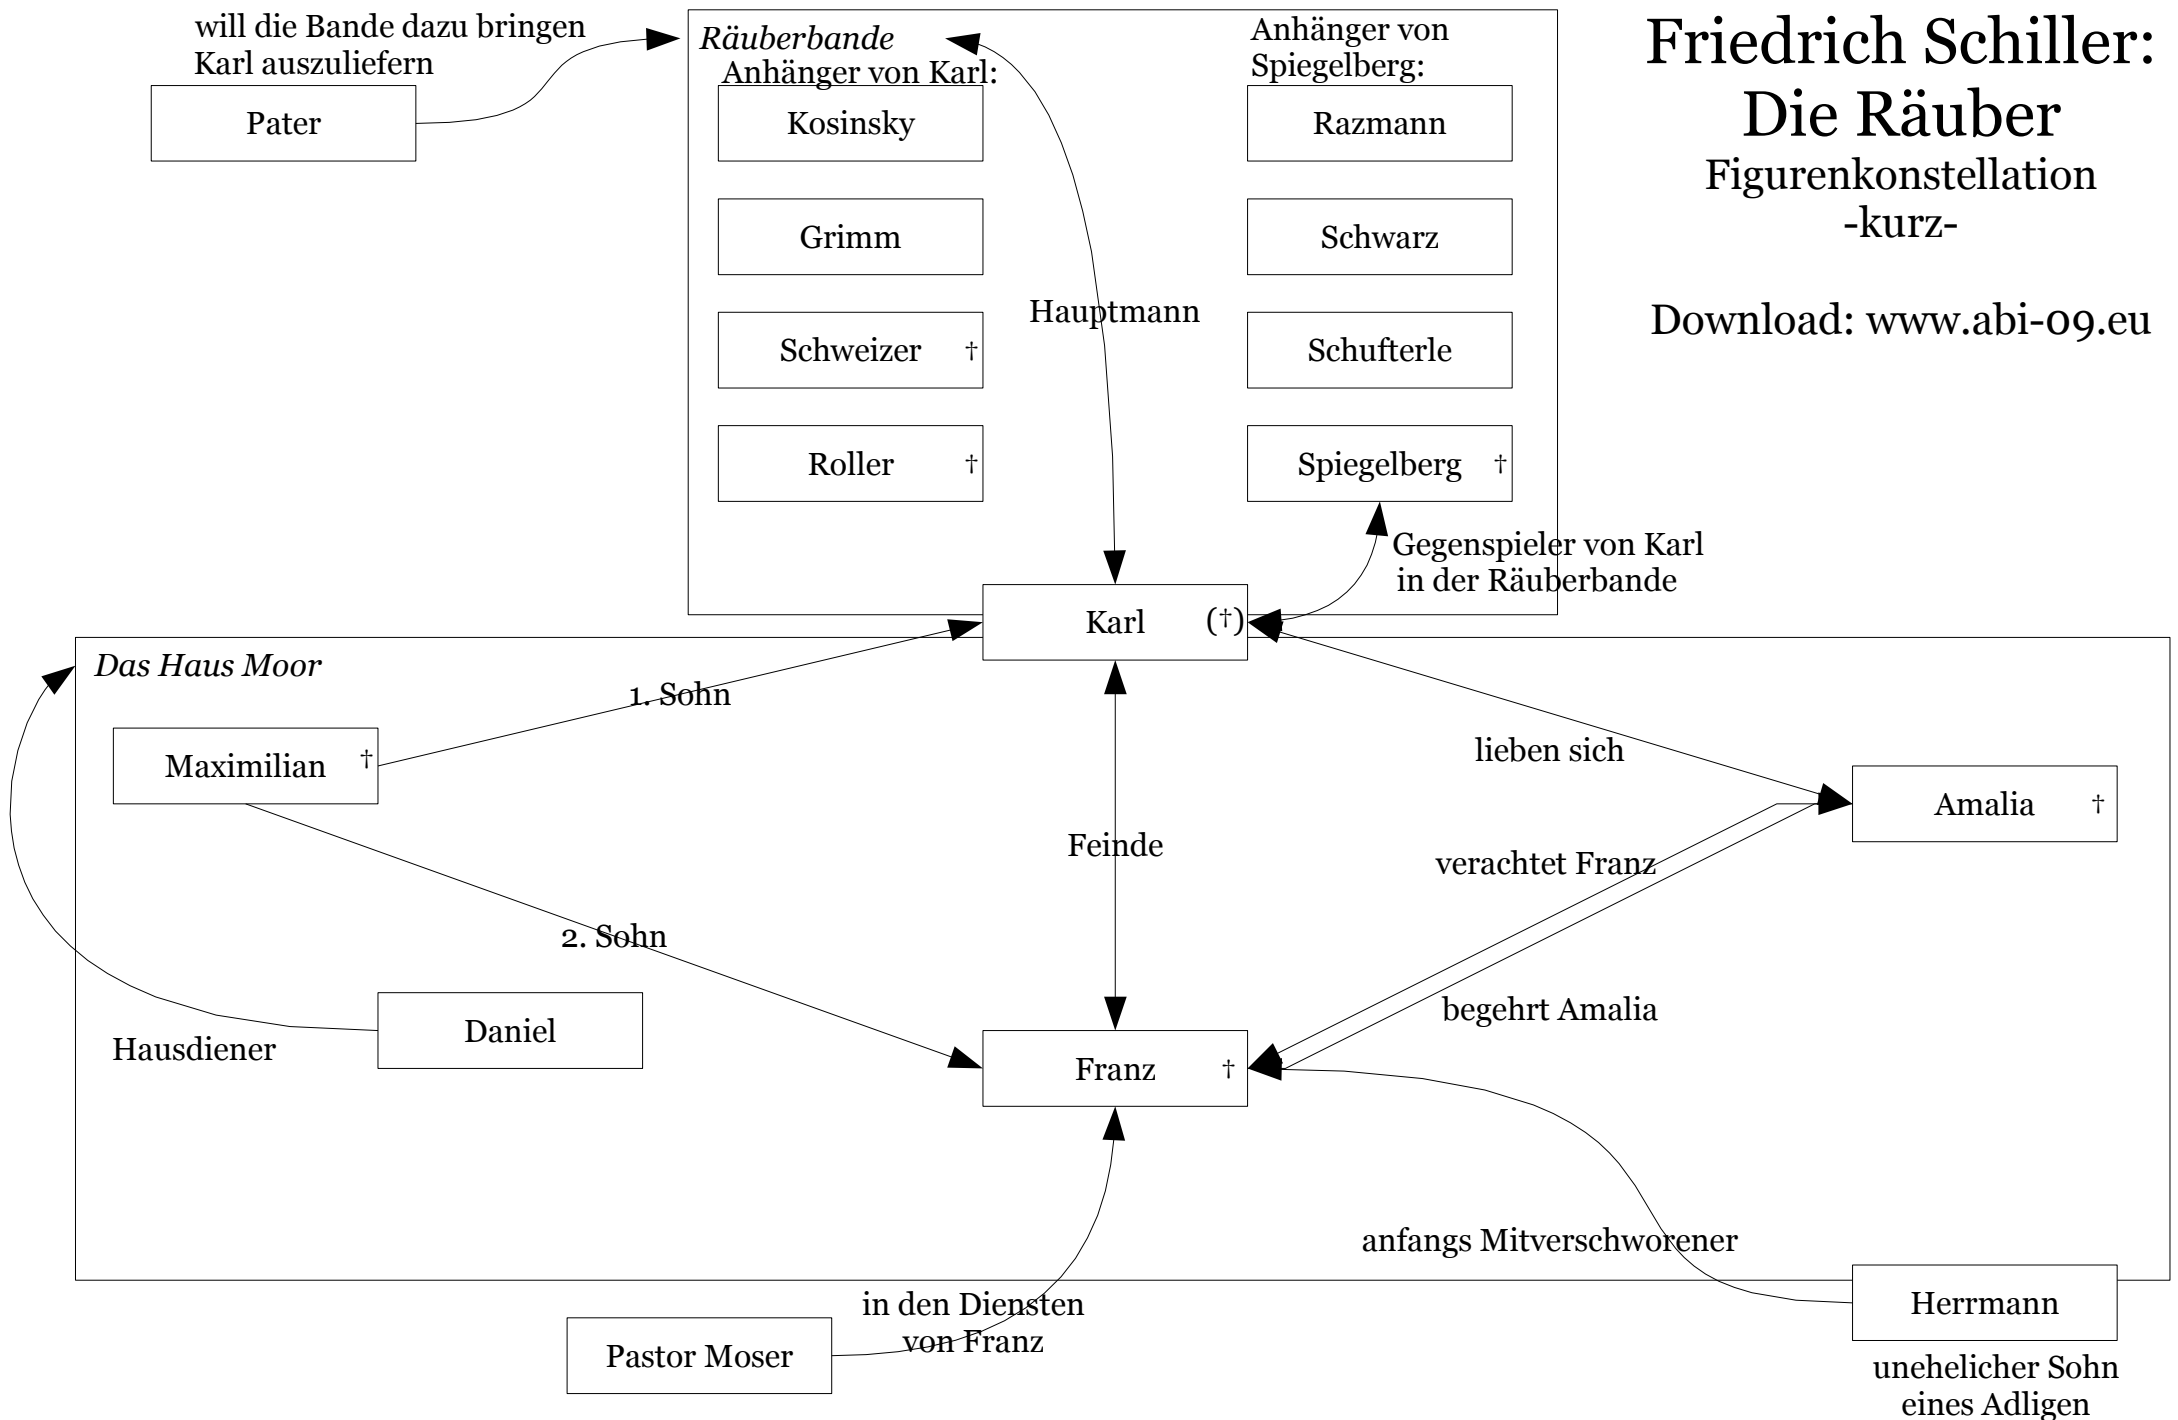 Friedrich Schiller:
Die Räuber
Figurenkonstellation
-kurz-
Download: www.abi-09.eu
will die Bande dazu bringen
Karl auszuliefern
Pater
Räuberbande
Anhänger von Karl:
Kosinsky
Grimm
Schweizer †
Roller †
Anhänger von
Spiegelberg:
Razmann
Schwarz
Schufterle
Spiegelberg †
Hauptmann
Gegenspieler von Karl
in der Räuberbande
Karl (†)
Das Haus Moor
1. Sohn
Maximilian †
lieben sich
Amalia †
Feinde
verachtet Franz
2. Sohn
begehrt Amalia
Daniel
Hausdiener
Franz †
anfangs Mitverschworener
in den Diensten
von Franz
Pastor Moser
Herrmann
unehelicher Sohn
eines Adligen